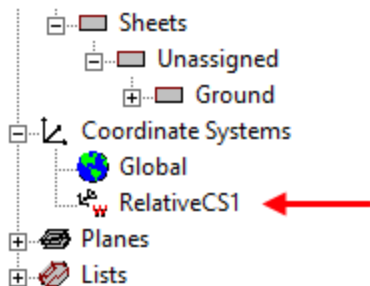 Sheets
Unassigned
Ground
Coordinate Systems
Global
RelativeCS1
Planes
Lists